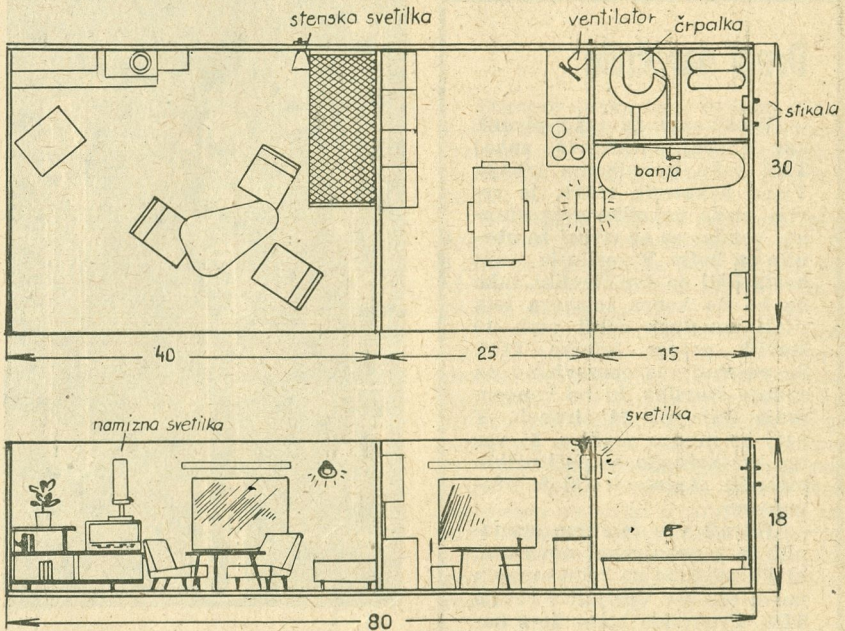 stenska svetilka
ventilator
črpalka
stikala
banja
30
40
25
15
namizna svetilka
svetilka
18
80